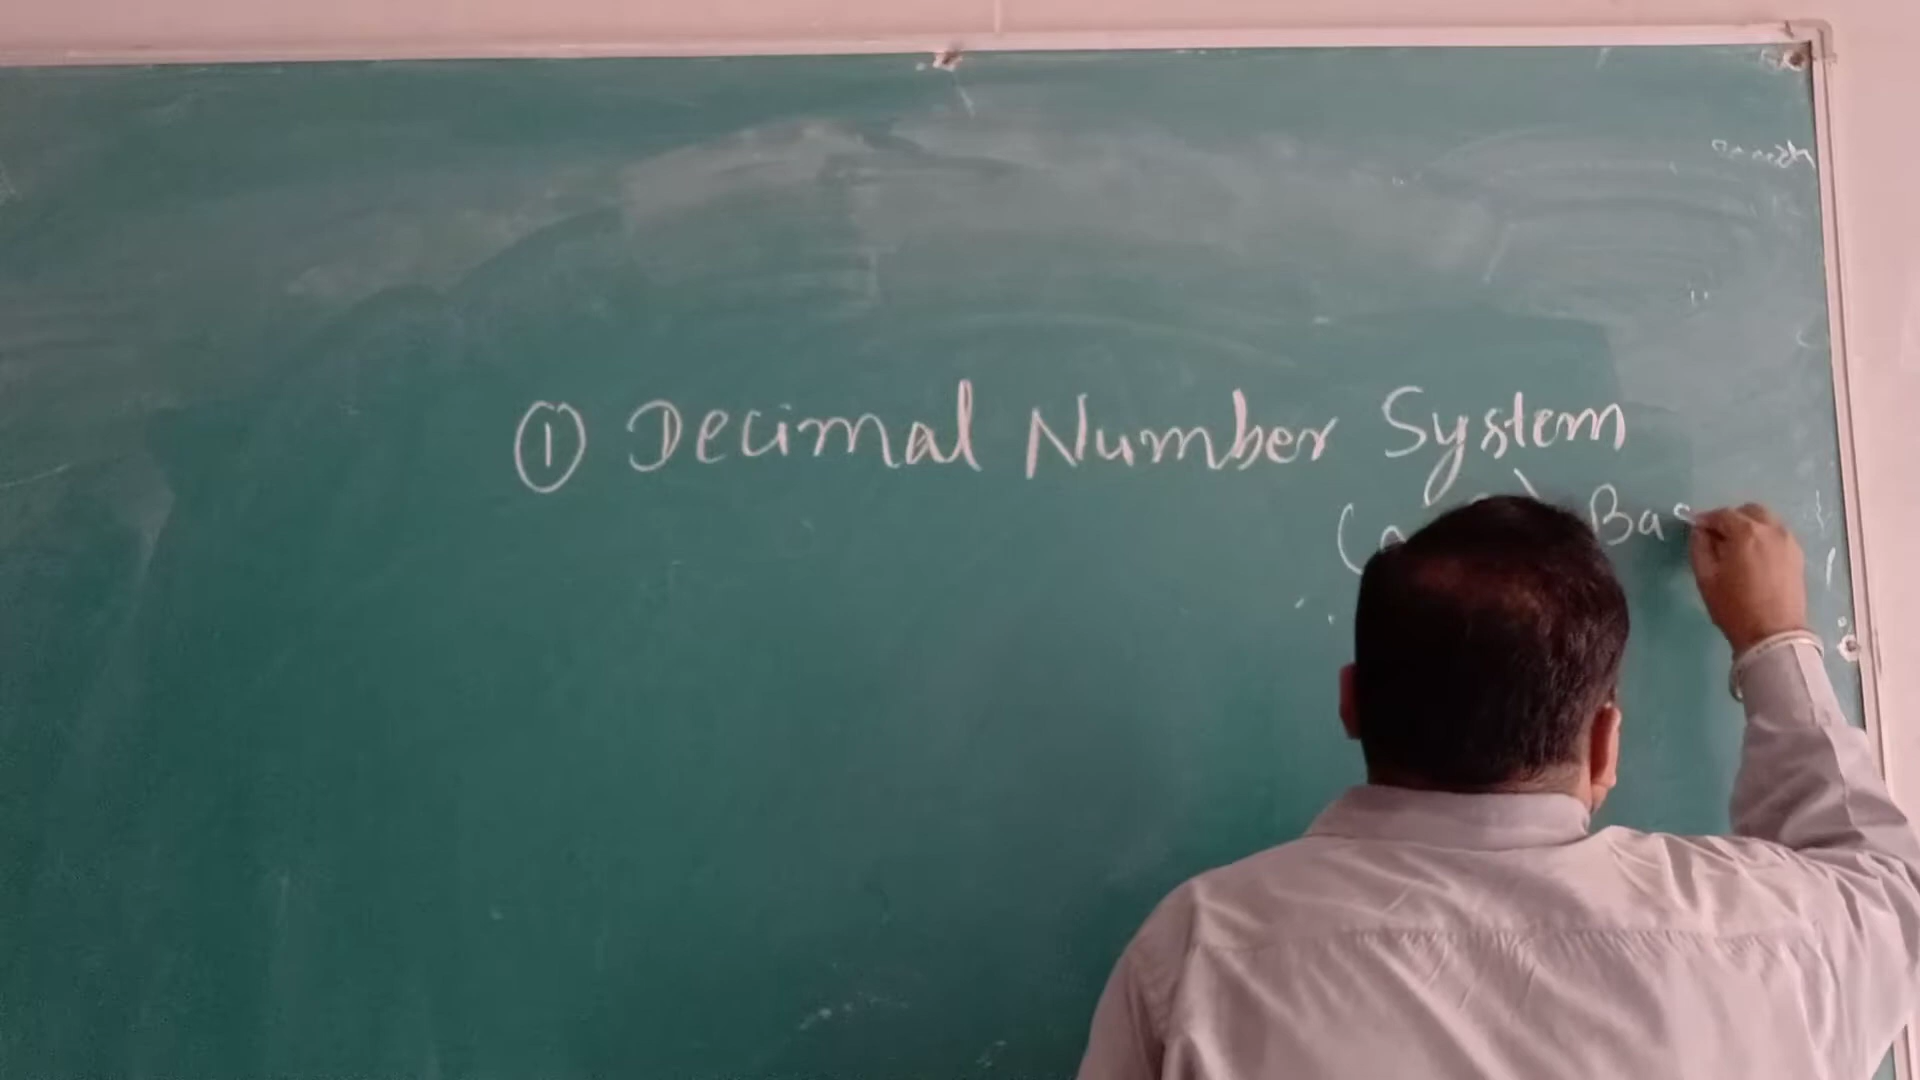 ① Decimal Number System
Bas